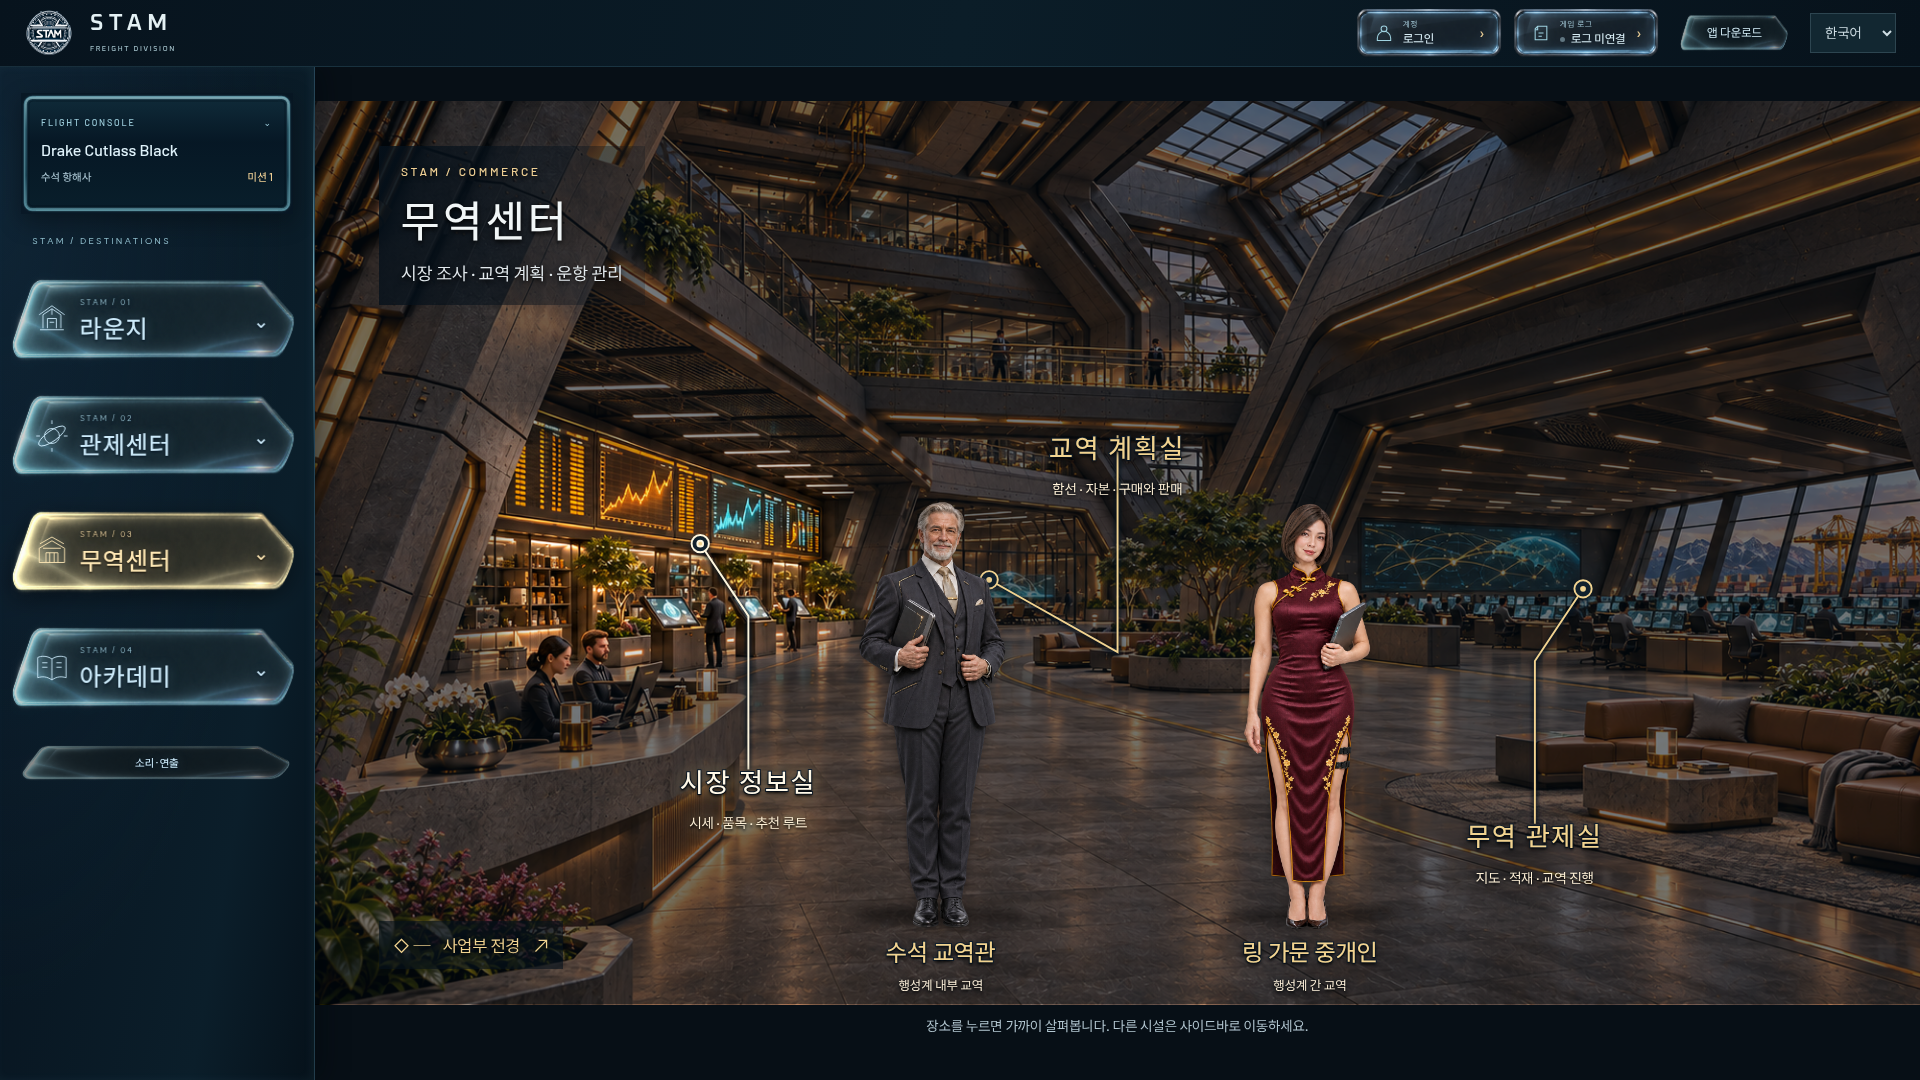 STAM
FREIGHT DIVISION
계정
로그인
게임 로그
로그 미연결
앱 다운로드
한국어
FLIGHT CONSOLE
Drake Cutlass Black
수석 항해사
미션 1
STAM / DESTINATIONS
STAM / 01
라운지
STAM / 02
관제센터
STAM / 03
무역센터
STAM / 04
아카데미
소리·연출
STAM / COMMERCE
무역센터
시장 조사 · 교역 계획 · 운항 관리
교역 계획실
함선 · 자본 · 구매와 판매
시장 정보실
시세 · 품목 · 추천 루트
무역 관제실
지도 · 적재 · 교역 진행
사업부 전경
수석 교역관
행성계 내부 교역
링 가문 중개인
행성계 간 교역
장소를 누르면 가까이 살펴봅니다. 다른 시설은 사이드바로 이동하세요.